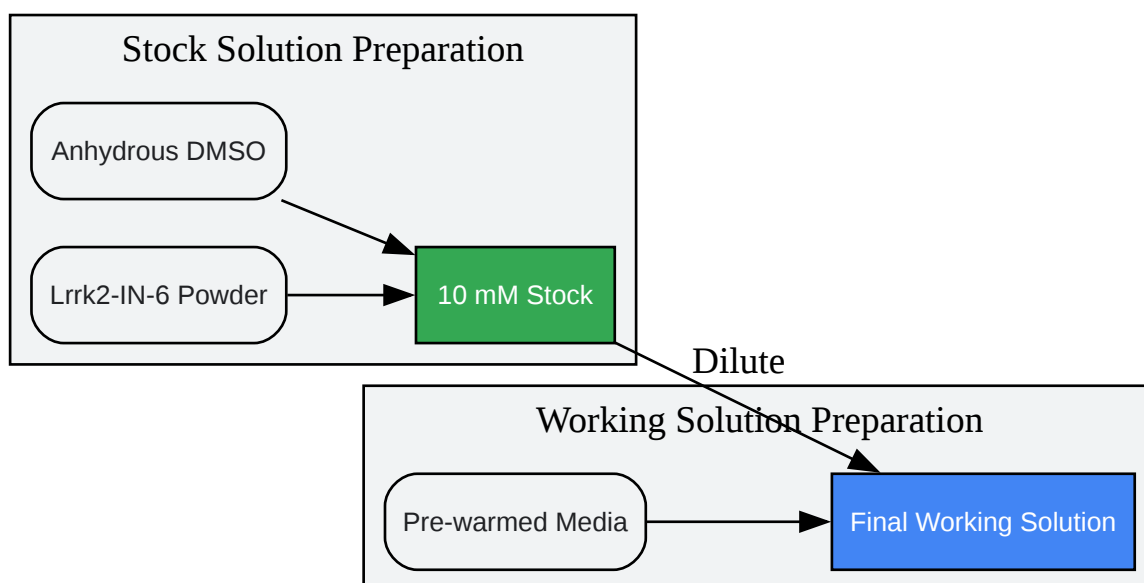 Stock Solution Preparation
Anhydrous DMSO
Lrrk2-IN-6 Powder
10 mM Stock
Dilute
Working Solution Preparation
Pre-warmed Media
Final Working Solution